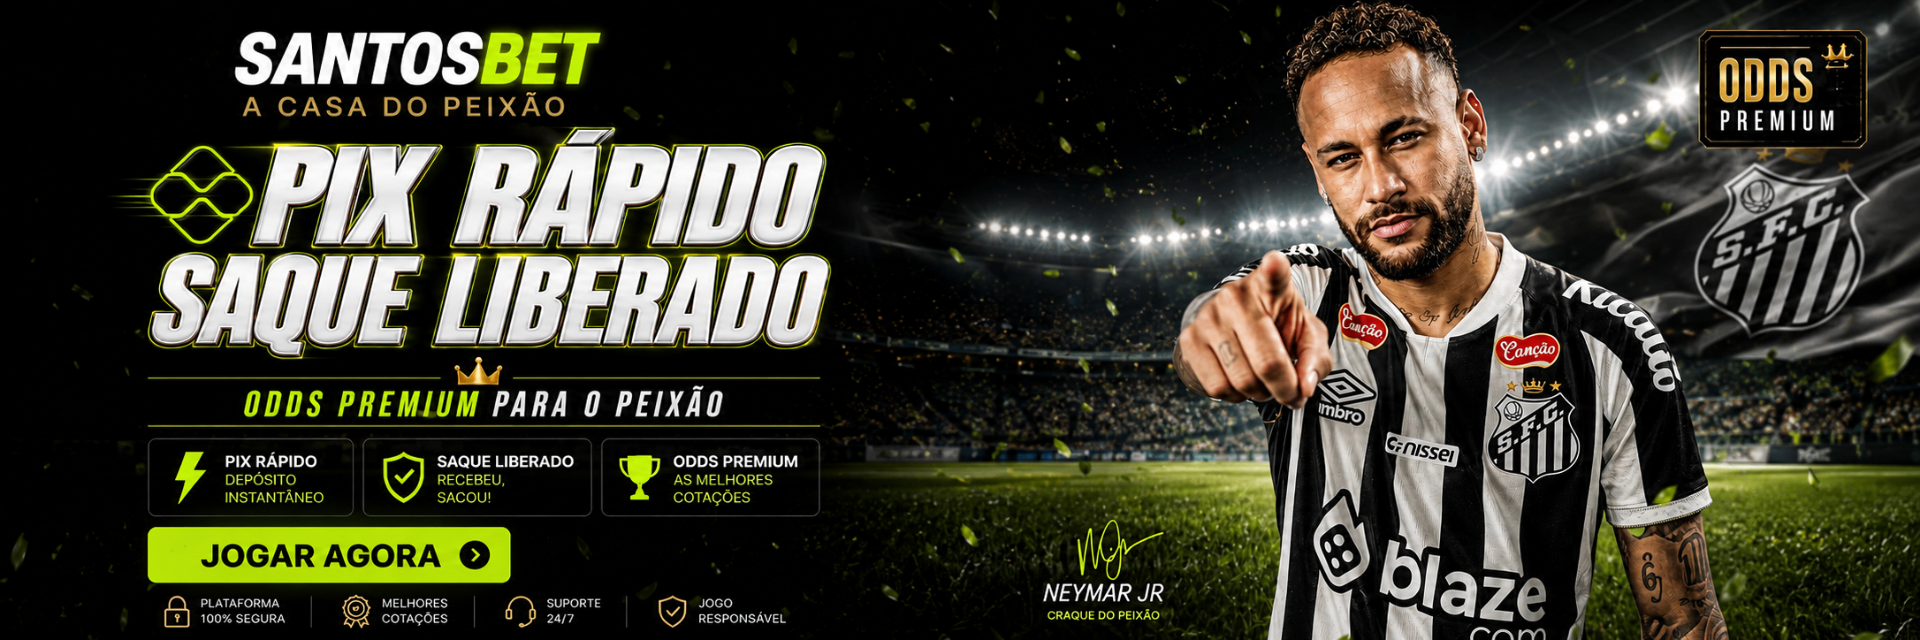 SANTOSBET
A CASA DO PEIXÃO
PIX RÁPIDO
SAQUE LIBERADO
ODDS PREMIUM PARA O PEIXÃO
PIX RÁPIDO
DEPÓSITO
INSTANTÂNEO
SAQUE LIBERADO
RECEBEU,
SACOU!
ODDS PREMIUM
AS MELHORES
COTAÇÕES
JOGAR AGORA
PLATAFORMA
100% SEGURA
MELHORES
COTAÇÕES
SUPORTE
24/7
JOGO
RESPONSÁVEL
NEYMAR JR
CRAQUE DO PEIXÃO
ODDS
PREMIUM
S.F.C.
Canção
Canção
umbro
nissei
S.F.C.
blaze
.com